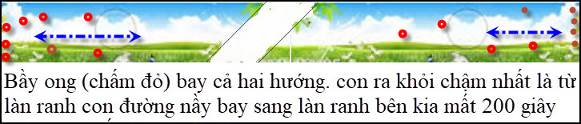 Bầy ong (chấm đỏ) bay cả hai hướng. con ra khỏi chậm nhất là từ
làn ranh con đường nầy bay sang làn ranh bên kia mất 200 giây